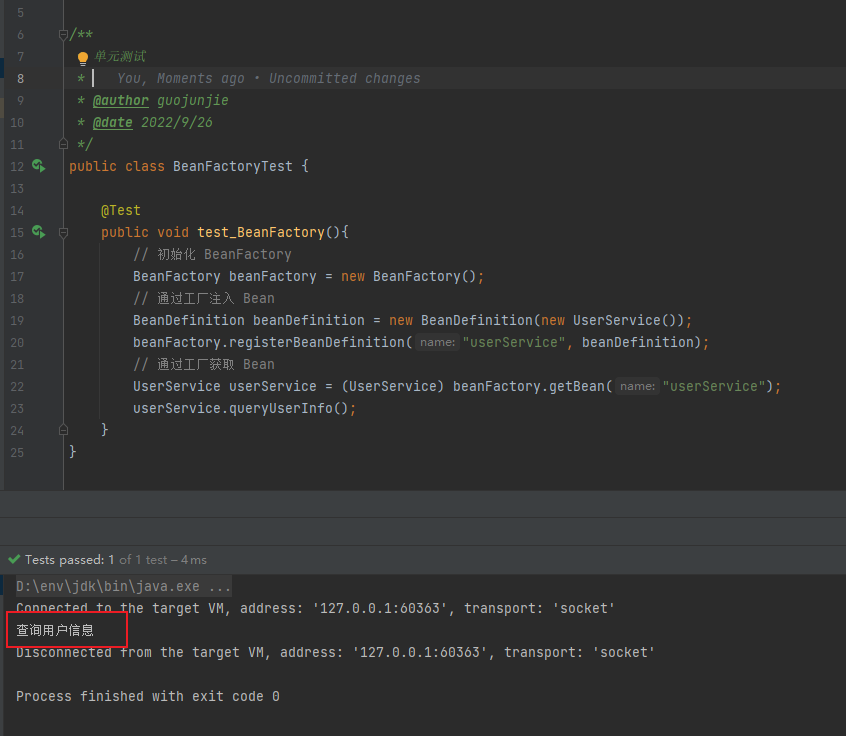 5
6 /**
7 单元测试
8 * You, Moments ago • Uncommitted changes
9 * @author guojunjie
10 * @date 2022/9/26
11 */
12 public class BeanFactoryTest {
13
14 @Test
15 public void test_BeanFactory(){
16 // 初始化 BeanFactory
17 BeanFactory beanFactory = new BeanFactory();
18 // 通过工厂注入 Bean
19 BeanDefinition beanDefinition = new BeanDefinition(new UserService());
20 beanFactory.registerBeanDefinition( name: "userService", beanDefinition);
21 // 通过工厂获取 Bean
22 UserService userService = (UserService) beanFactory.getBean( name: "userService");
23 userService.queryUserInfo();
24 }
25 }
Tests passed: 1 of 1 test – 4 ms
D:\env\jdk\bin\java.exe ...
Connected to the target VM, address: '127.0.0.1:60363', transport: 'socket'
查询用户信息
Disconnected from the target VM, address: '127.0.0.1:60363', transport: 'socket'
Process finished with exit code 0